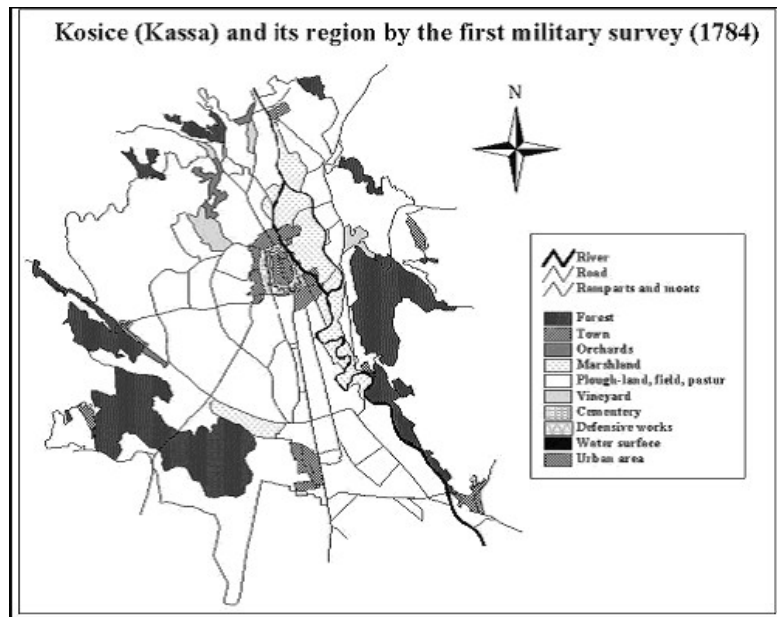 Kosice (Kassa) and its region by the first military survey (1784)
N
River
Road
Ramparts and moats
Forest
Town
Orchards
Marshland
Plough-land, field, pastur
Vineyard
Cementery
Defensive works
Water surface
Urban area